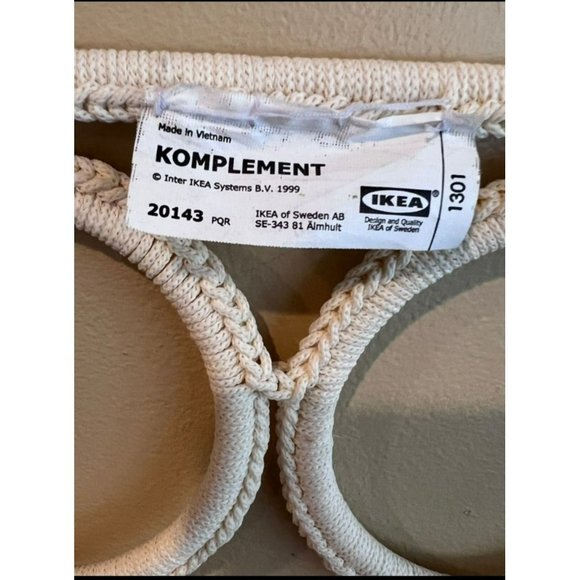 Made in Vietnam
KOMPLEMENT
© Inter IKEA Systems B.V. 1999
20143 PQR
IKEA of Sweden AB
SE-343 81 Älmhult
IKEA®
Design and Quality
IKEA of Sweden
1301